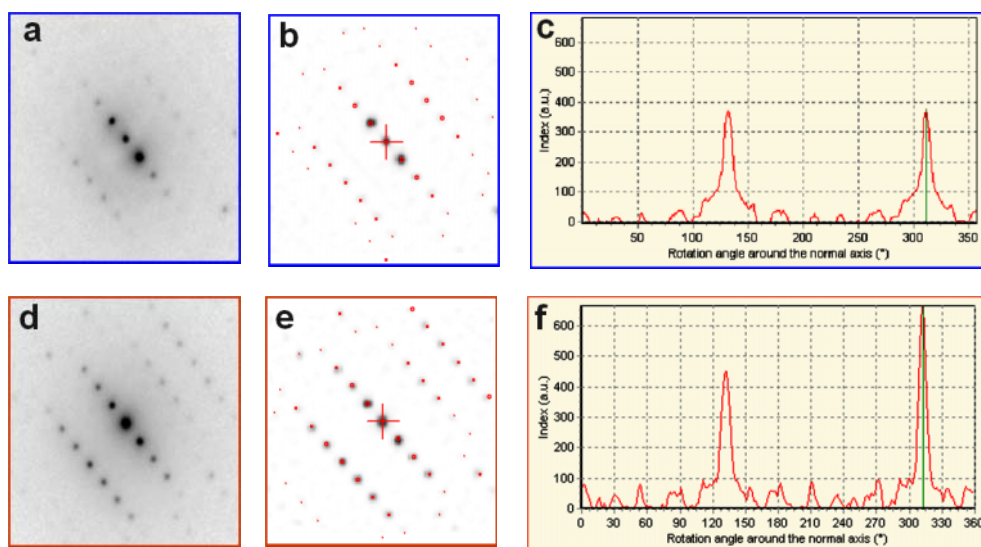 a
b
c
600
500
400
300
200
100
0
Index (a.u.)
50 100 150 200 250 300 350
Rotation angle around the normal axis (°)
d
e
f
600
500
400
300
200
100
0
Index (a.u.)
0 30 60 90 120 150 180 210 240 270 300 330 360
Rotation angle around the normal axis (°)